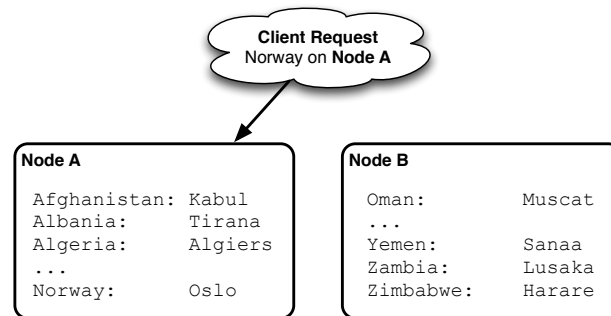 Client Request
Norway on Node A
Node A
Afghanistan: Kabul
Albania: Tirana
Algeria: Algiers
...
Norway: Oslo
Node B
Oman: Muscat
...
Yemen: Sanaa
Zambia: Lusaka
Zimbabwe: Harare